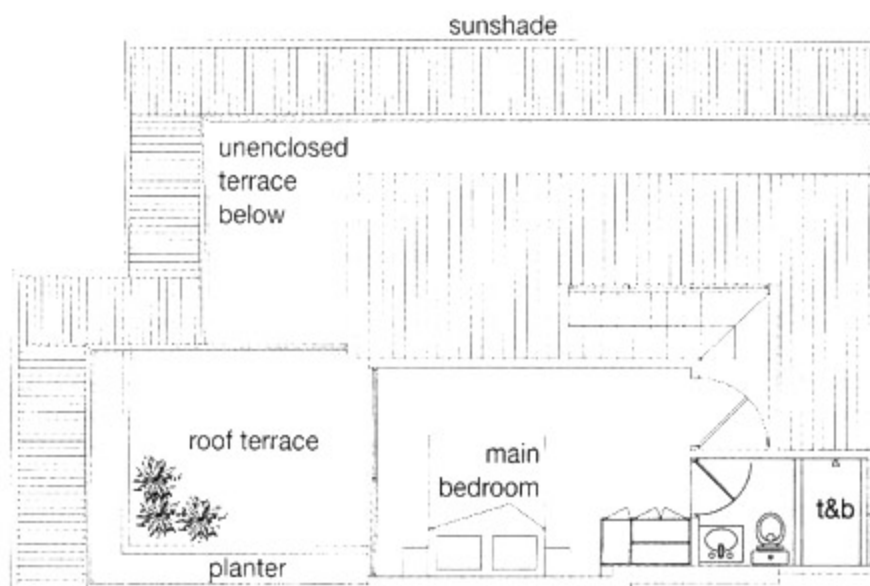 sunshade
unenclosed
terrace
below
roof terrace
main
bedroom
t&b
planter